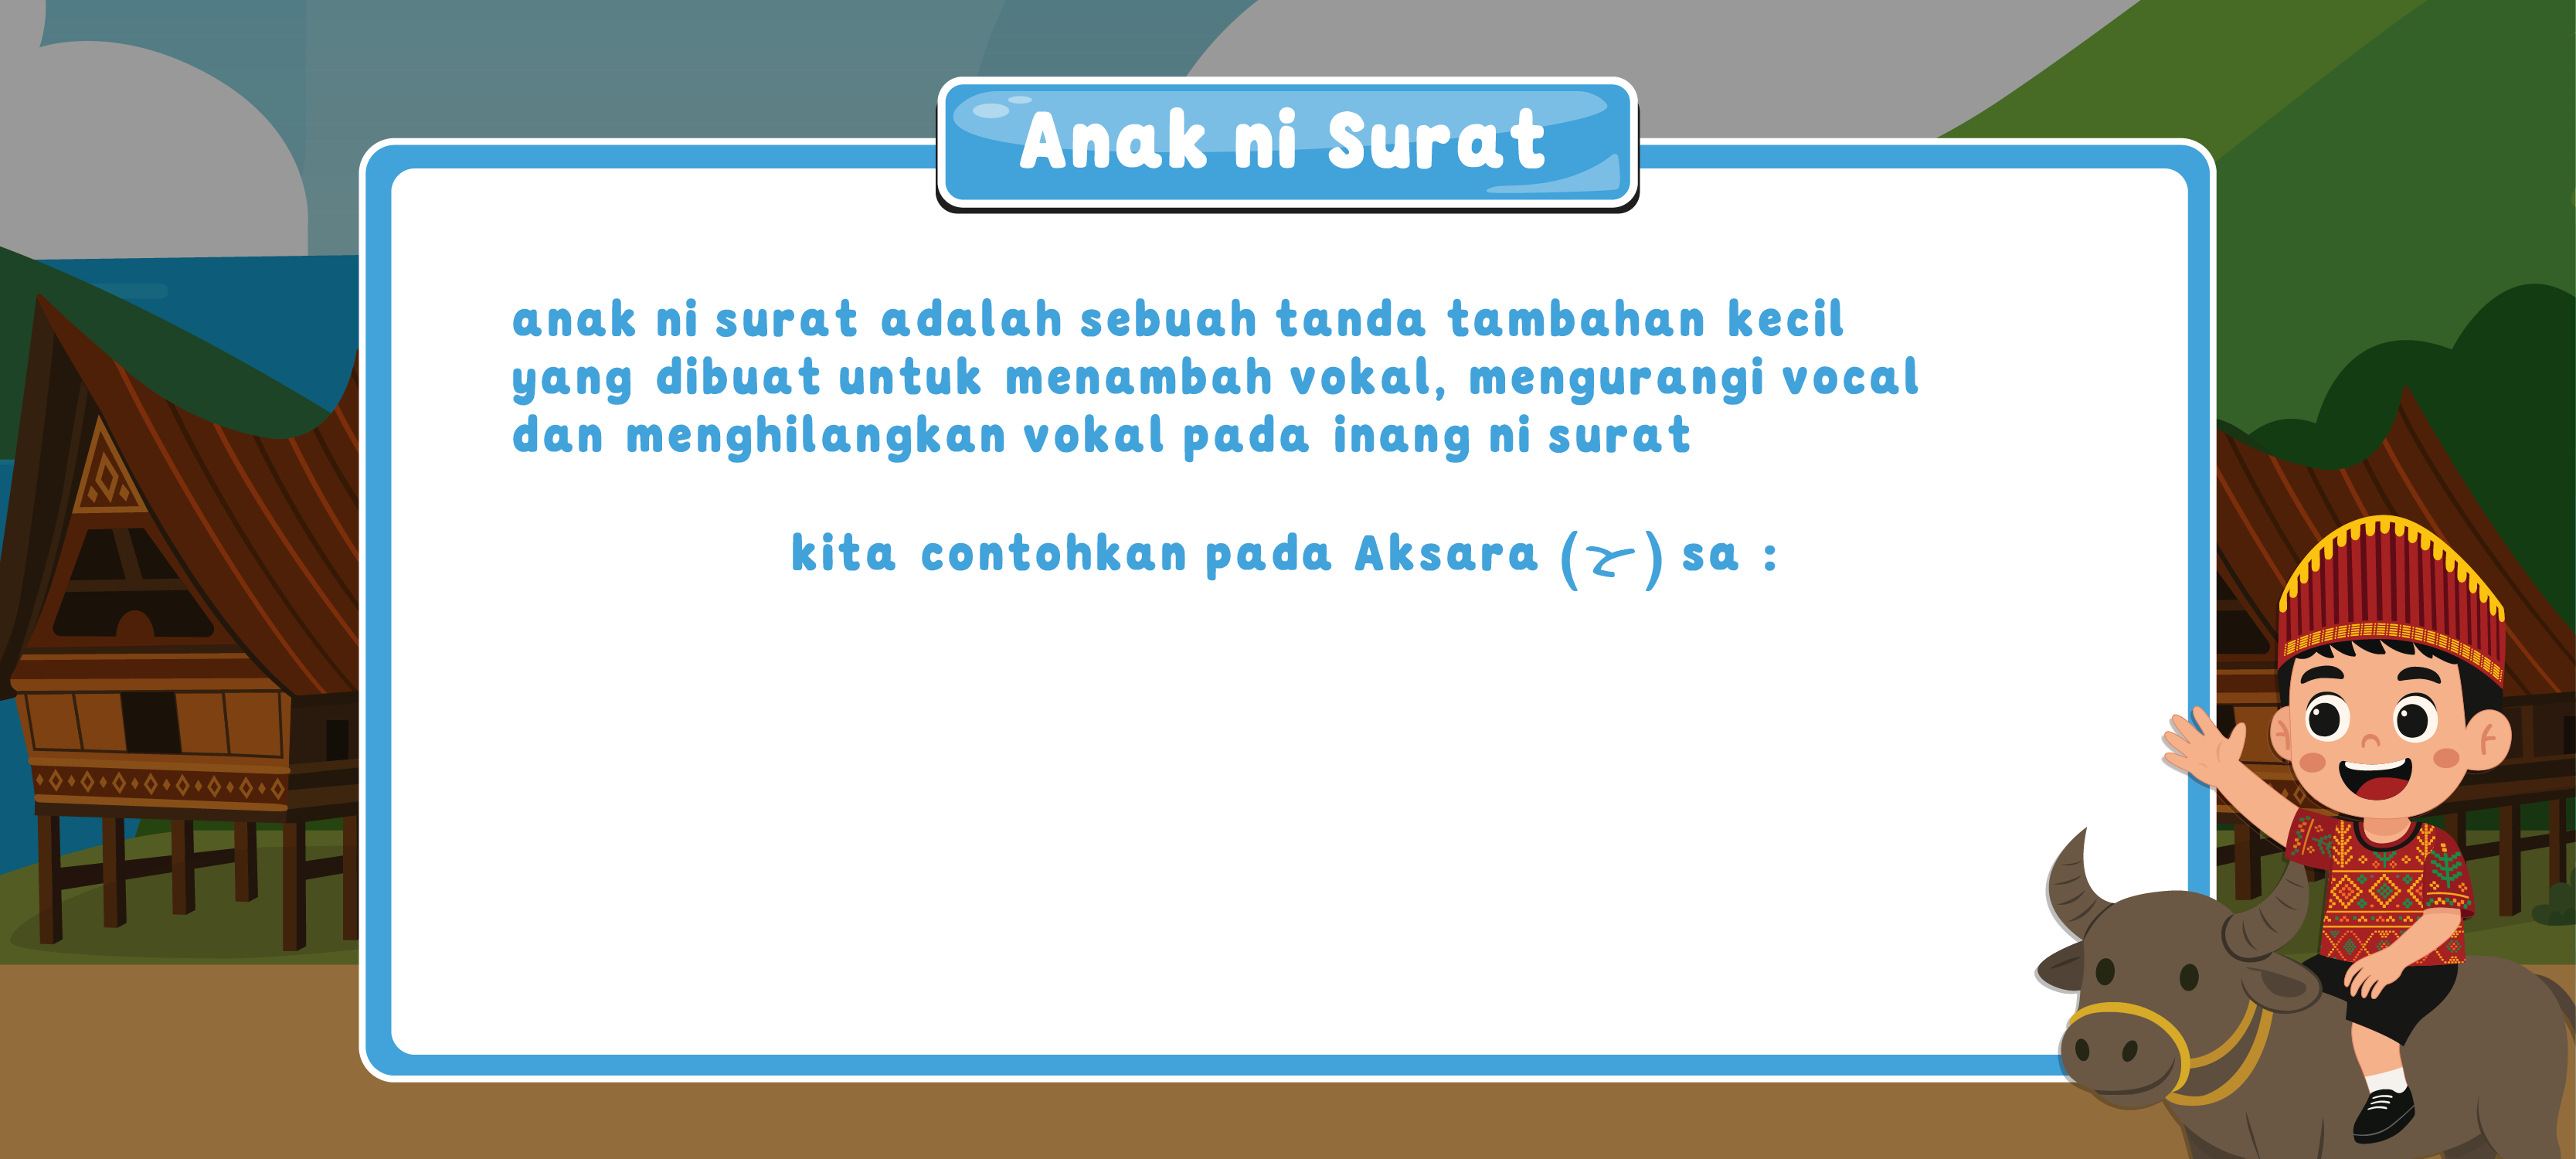 Anak ni Surat
anak ni surat adalah sebuah tanda tambahan kecil
yang dibuat untuk menambah vokal, mengurangi vocal
dan menghilangkan vokal pada inang ni surat
kita contohkan pada Aksara (ᯘ) sa :